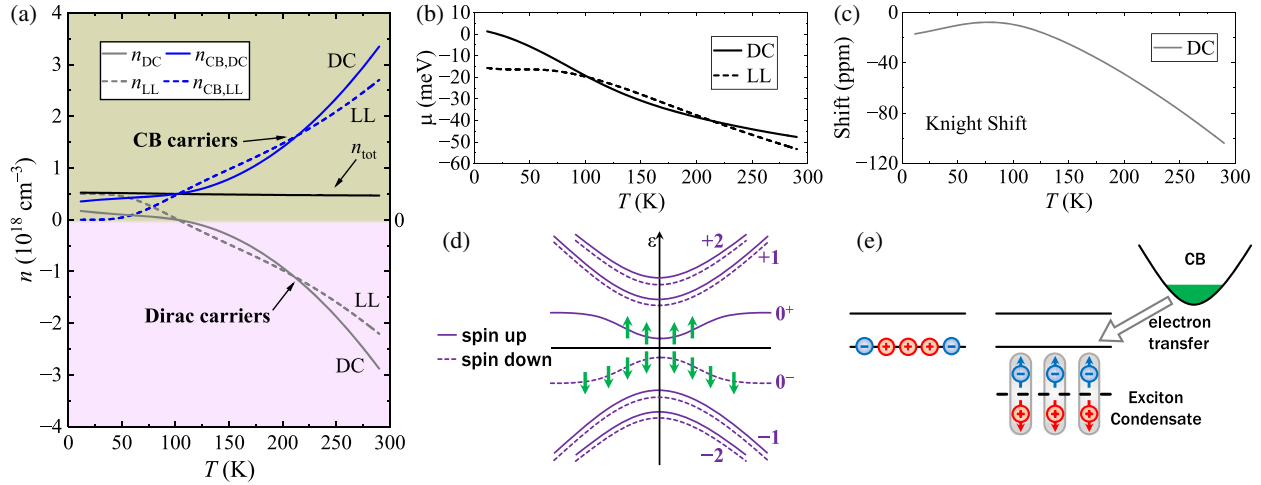 (a)
4
3
2
1
0
−1
−2
−3
−4
n (10^18 cm^−3)
n_DC n_CB,DC
n_LL n_CB,LL
DC
LL
CB carriers
n_tot
0
Dirac carriers
LL
DC
0 50 100 150 200 250 300
T (K)
(b)
10
0
−10
−20
−30
−40
−50
−60
μ (meV)
DC
LL
0 50 100 150 200 250 300
T (K)
(c)
0
−40
−80
−120
Shift (ppm)
DC
Knight Shift
0 50 100 150 200 250 300
T (K)
(d)
ε
+2
+1
0^+
spin up
spin down
0^−
−1
−2
(e)
CB
electron
transfer
− + + + −
− − −
+ + +
Exciton
Condensate